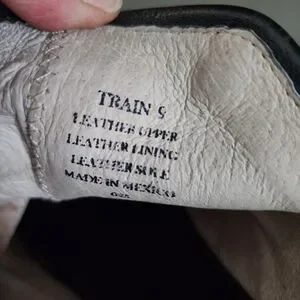 TRAIN 9
LEATHER UPPER
LEATHER LINING
LEATHER SOLE
MADE IN MEXICO